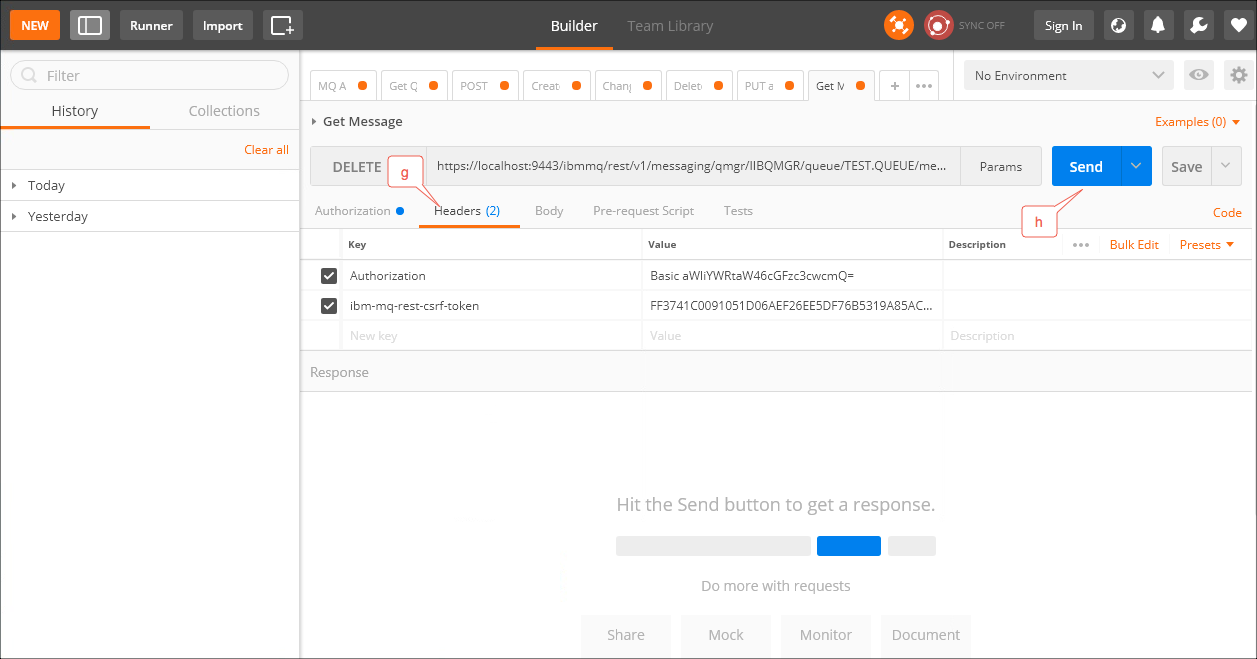 NEW Runner Import Builder Team Library SYNC OFF Sign In
Filter
History Collections
Clear all
Today
Yesterday
MQ A Get Q POST Create Chang Delet PUT a Get M + ••• No Environment
Get Message Examples (0)
DELETE https://localhost:9443/ibmmq/rest/v1/messaging/qmgr/IIBQMGR/queue/TEST.QUEUE/me... Params Send Save
g
Authorization Headers (2) Body Pre-request Script Tests Code
h
Key Value Description ••• Bulk Edit Presets
Authorization Basic aWliYWRtaW46cGFzc3cwcmQ=
ibm-mq-rest-csrf-token FF3741C0091051D06AEF26EE5DF76B5319A85AC...
New key Value Description
Response
Hit the Send button to get a response.
Do more with requests
Share Mock Monitor Document